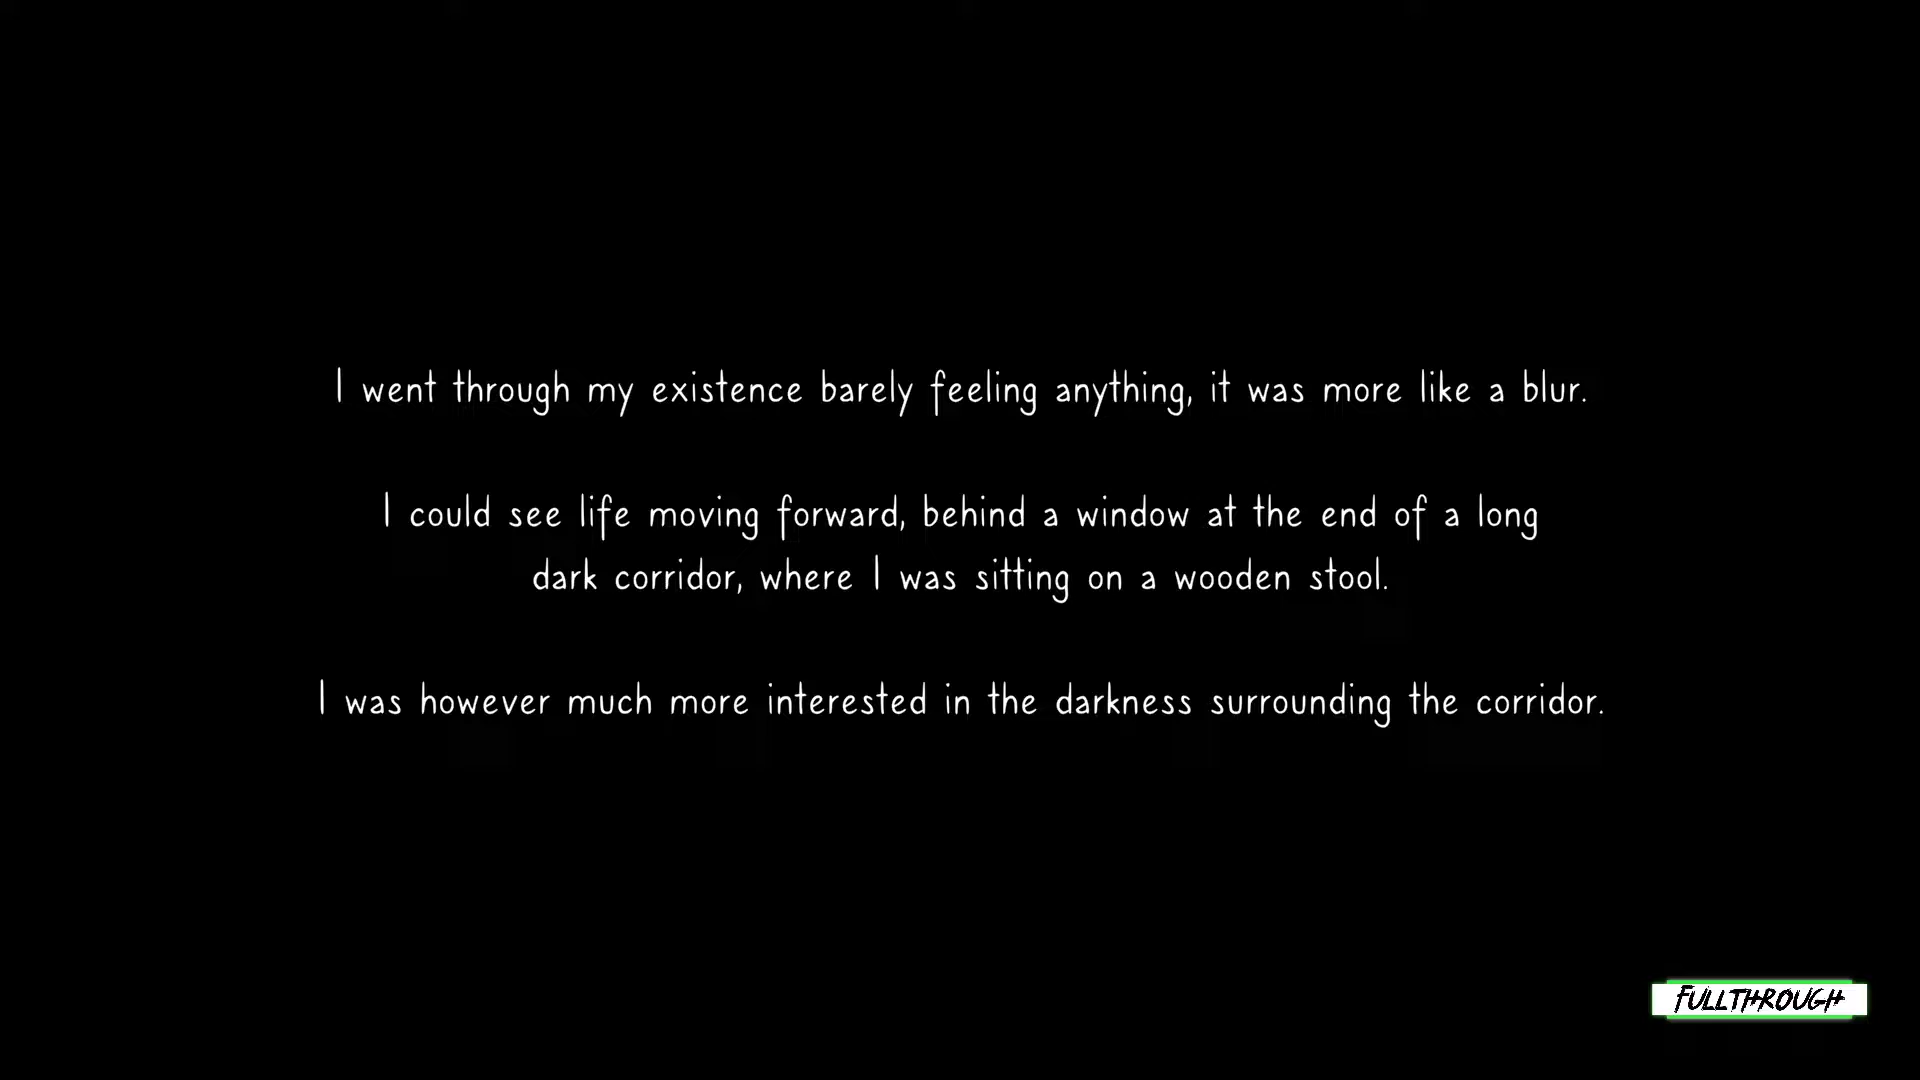 I went through my existence barely feeling anything, it was more like a blur.
I could see life moving forward, behind a window at the end of a long
dark corridor, where I was sitting on a wooden stool.
I was however much more interested in the darkness surrounding the corridor.
FULLTHROUGH